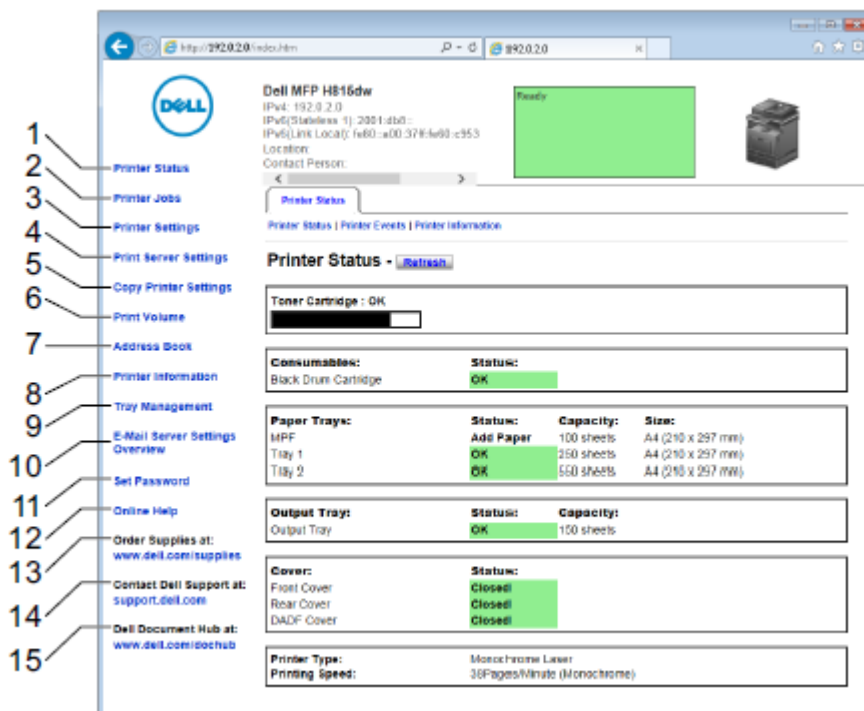 http://192.0.2.0/index.htm
192.0.2.0
DELL
Dell MFP H815dw
IPv4: 192.0.2.0
IPv6(Stateless 1): 2001:db8::
IPv6(Link Local): fe80::a00:37ff:fe60:c953
Location:
Contact Person:
Ready
1
2
3
4
5
6
7
8
9
10
11
12
13
14
15
Printer Status
Printer Jobs
Printer Settings
Print Server Settings
Copy Printer Settings
Print Volume
Address Book
Printer Information
Tray Management
E-Mail Server Settings
Overview
Set Password
Online Help
Order Supplies at:
www.dell.com/supplies
Contact Dell Support at:
support.dell.com
Dell Document Hub at:
www.dell.com/dochub
Printer Status
Printer Status | Printer Events | Printer Information
Printer Status - Refresh
Toner Cartridge : OK
Consumables: Status:
Black Drum Cartridge OK
Paper Trays: Status: Capacity: Size:
MPF Add Paper 100 sheets A4 (210 x 297 mm)
Tray 1 OK 250 sheets A4 (210 x 297 mm)
Tray 2 OK 550 sheets A4 (210 x 297 mm)
Output Tray: Status: Capacity:
Output Tray OK 150 sheets
Cover: Status:
Front Cover Closed
Rear Cover Closed
DADF Cover Closed
Printer Type: Monochrome Laser
Printing Speed: 38Pages/Minute (Monochrome)